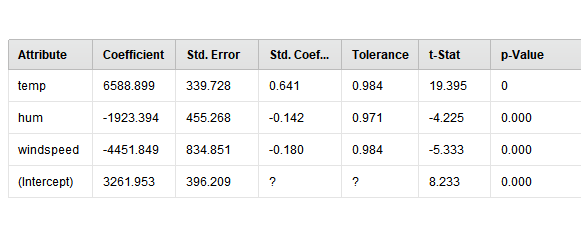 Attribute Coefficient Std. Error Std. Coef... Tolerance t-Stat p-Value
temp 6588.899 339.728 0.641 0.984 19.395 0
hum -1923.394 455.268 -0.142 0.971 -4.225 0.000
windspeed -4451.849 834.851 -0.180 0.984 -5.333 0.000
(Intercept) 3261.953 396.209 ? ? 8.233 0.000